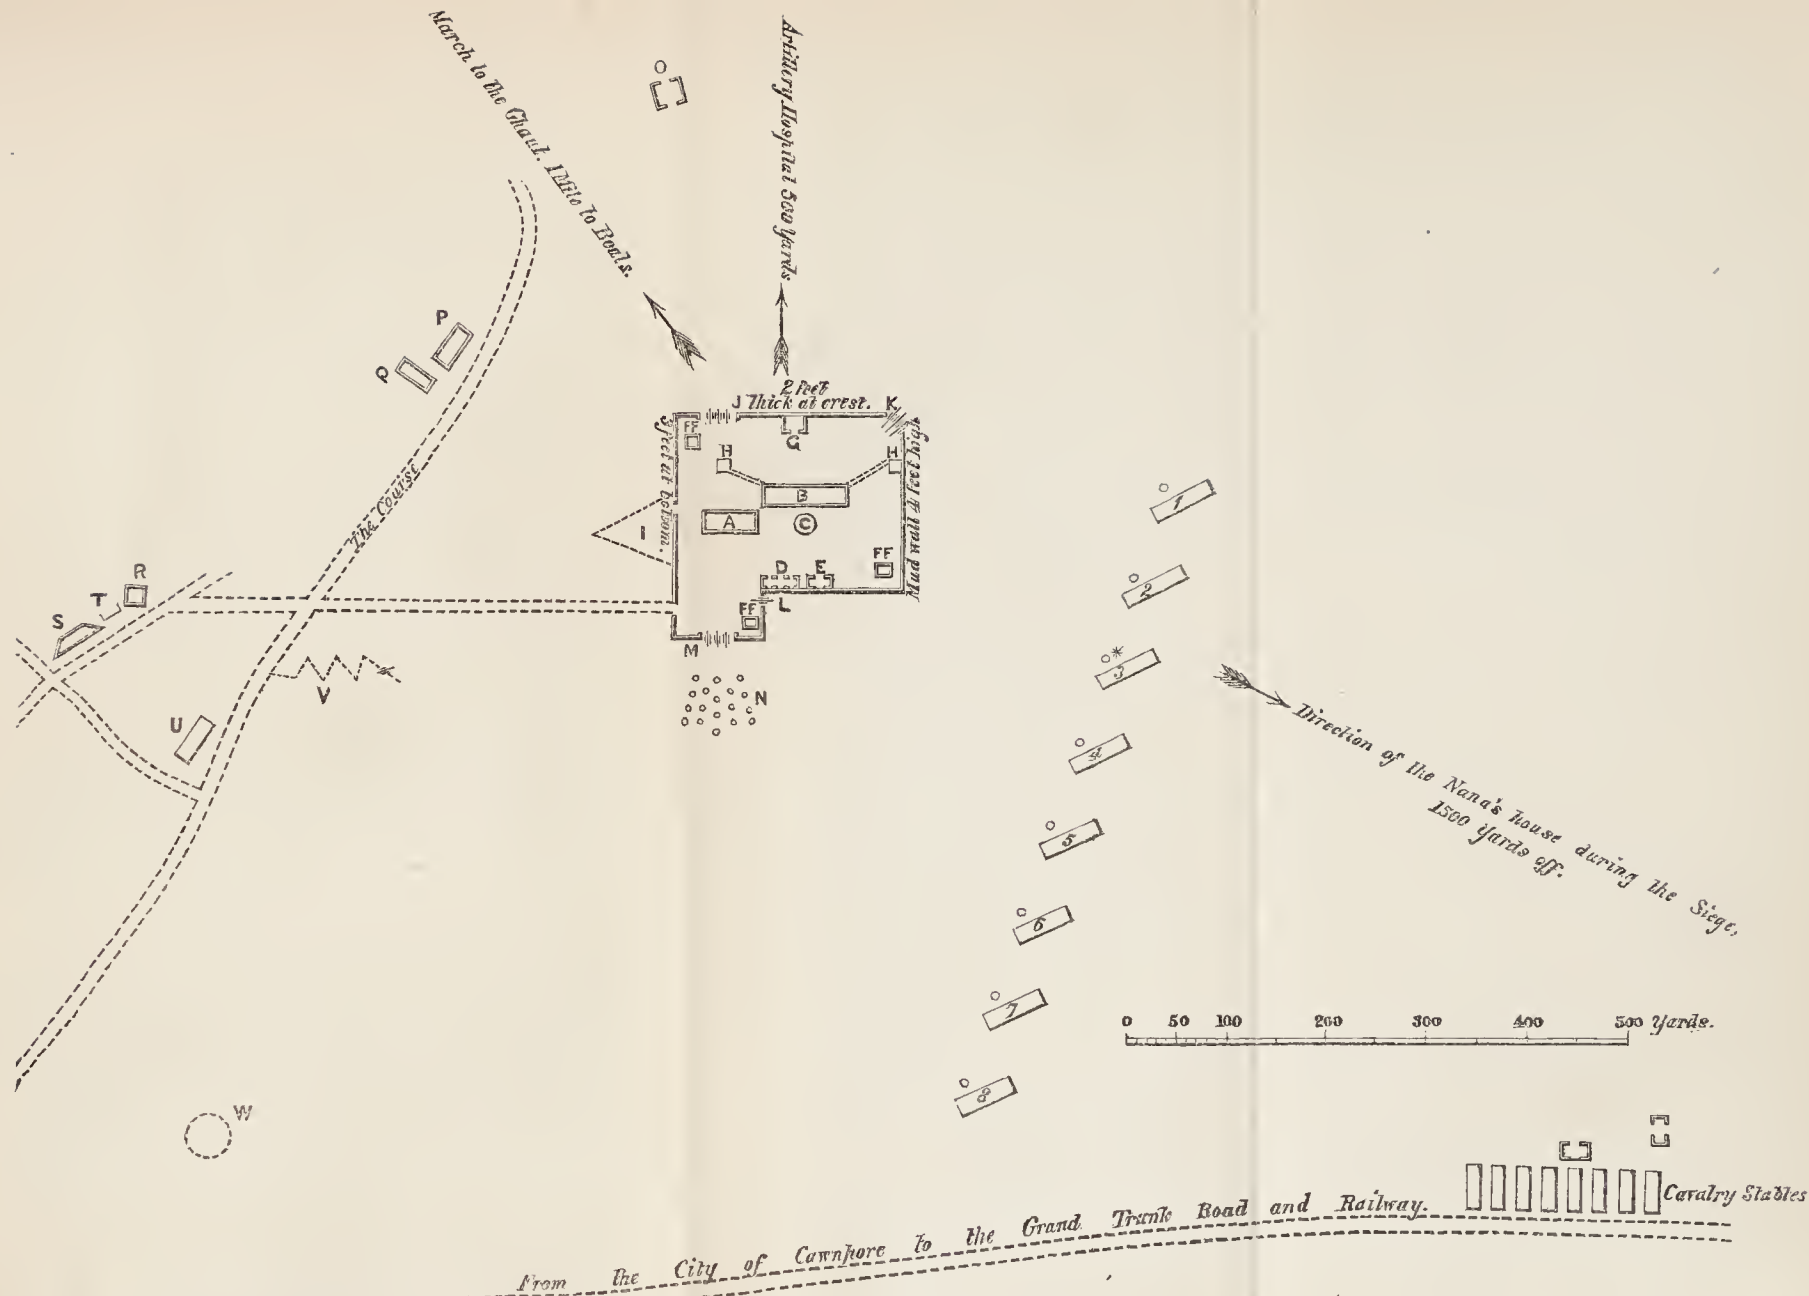 March to the Ghaut. 1 Mile to Boats.
O
Artillery Hospital 500 Yards.
P
Q
The Course
2 feet
J Thick at crest. K
FF
G
3 feet at bottom.
Mud wall 4 feet high.
H
H
B
A
C
I
D
E
FF
FF
L
M
N
R
T
S
V
U
W
1
2
*
3
4
5
6
7
8
Direction of the Nana's house during the Siege,
1500 yards off.
0 50 100 200 300 400 500 Yards.
Cavalry Stables
From the City of Cawnpore to the Grand Trunk Road and Railway.